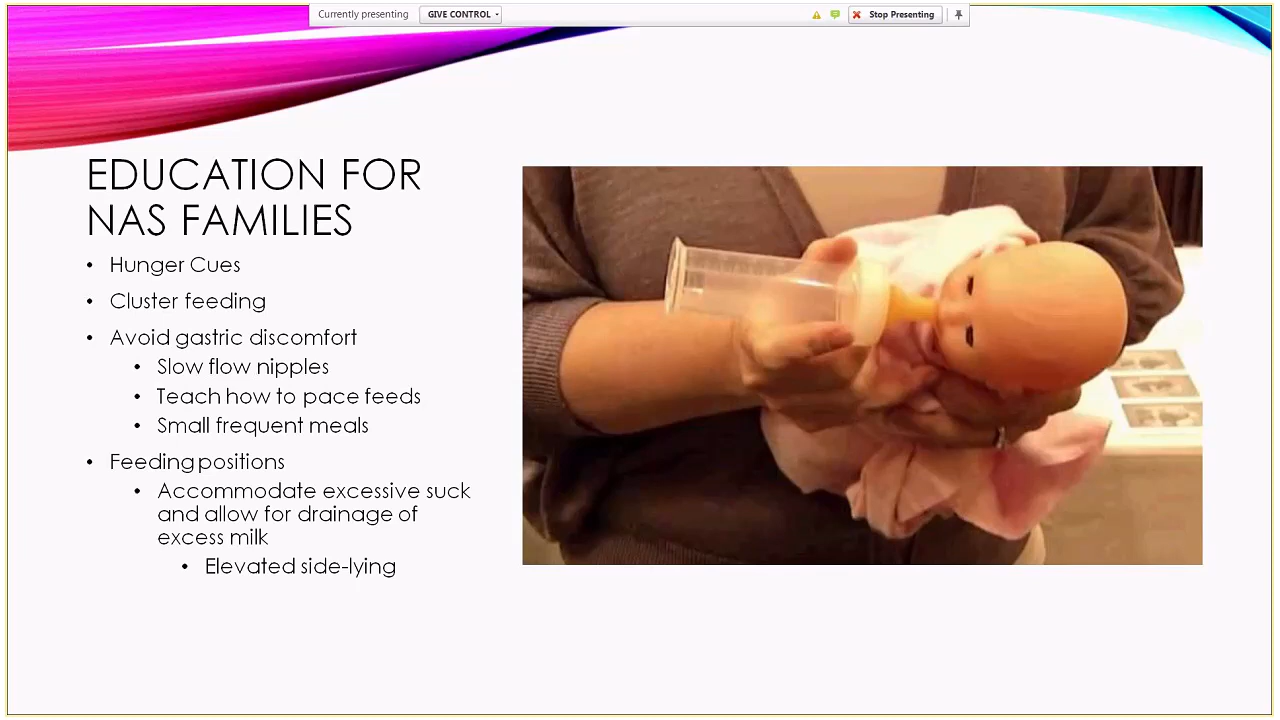 Currently presenting GIVE CONTROL Stop Presenting
EDUCATION FOR
NAS FAMILIES
• Hunger Cues
• Cluster feeding
• Avoid gastric discomfort
• Slow flow nipples
• Teach how to pace feeds
• Small frequent meals
• Feeding positions
• Accommodate excessive suck
and allow for drainage of
excess milk
• Elevated side-lying